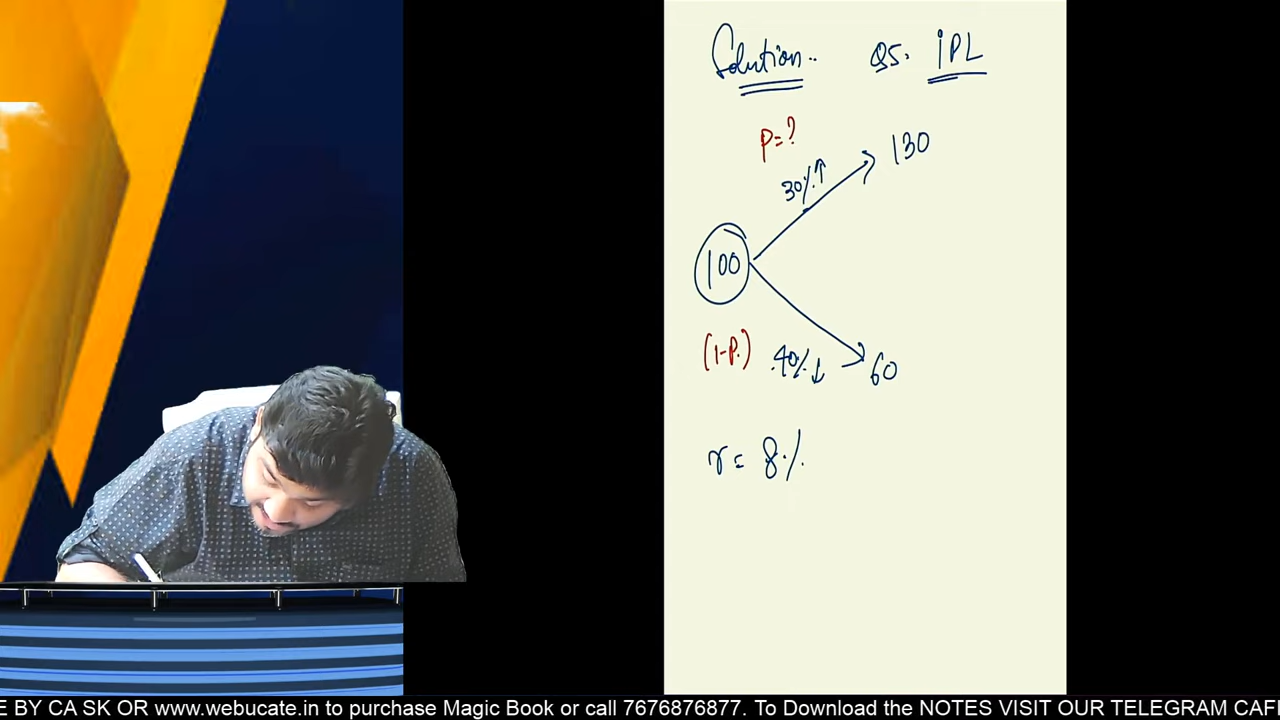 Solution.. Q5. IPL
P=?
130
30%↑
100
(1-P.)
40%↓
60
r= 8%
E BY CA SK OR www.webucate.in to purchase Magic Book or call 7676876877. To Download the NOTES VISIT OUR TELEGRAM CAF